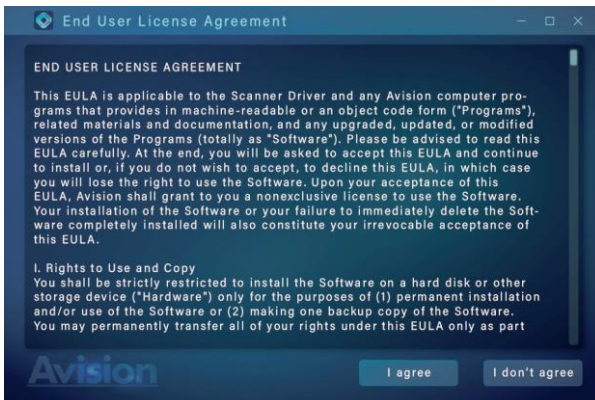 End User License Agreement
END USER LICENSE AGREEMENT
This EULA is applicable to the Scanner Driver and any Avision computer pro-
grams that provides in machine-readable or an object code form ("Programs"),
related materials and documentation, and any upgraded, updated, or modified
versions of the Programs (totally as "Software"). Please be advised to read this
EULA carefully. At the end, you will be asked to accept this EULA and continue
to install or, if you do not wish to accept, to decline this EULA, in which case
you will lose the right to use the Software. Upon your acceptance of this
EULA, Avision shall grant to you a nonexclusive license to use the Software.
Your installation of the Software or your failure to immediately delete the Soft-
ware completely installed will also constitute your irrevocable acceptance of
this EULA.
I. Rights to Use and Copy
You shall be strictly restricted to install the Software on a hard disk or other
storage device ("Hardware") only for the purposes of (1) permanent installation
and/or use of the Software or (2) making one backup copy of the Software.
You may permanently transfer all of your rights under this EULA only as part
Avision
I agree
I don't agree